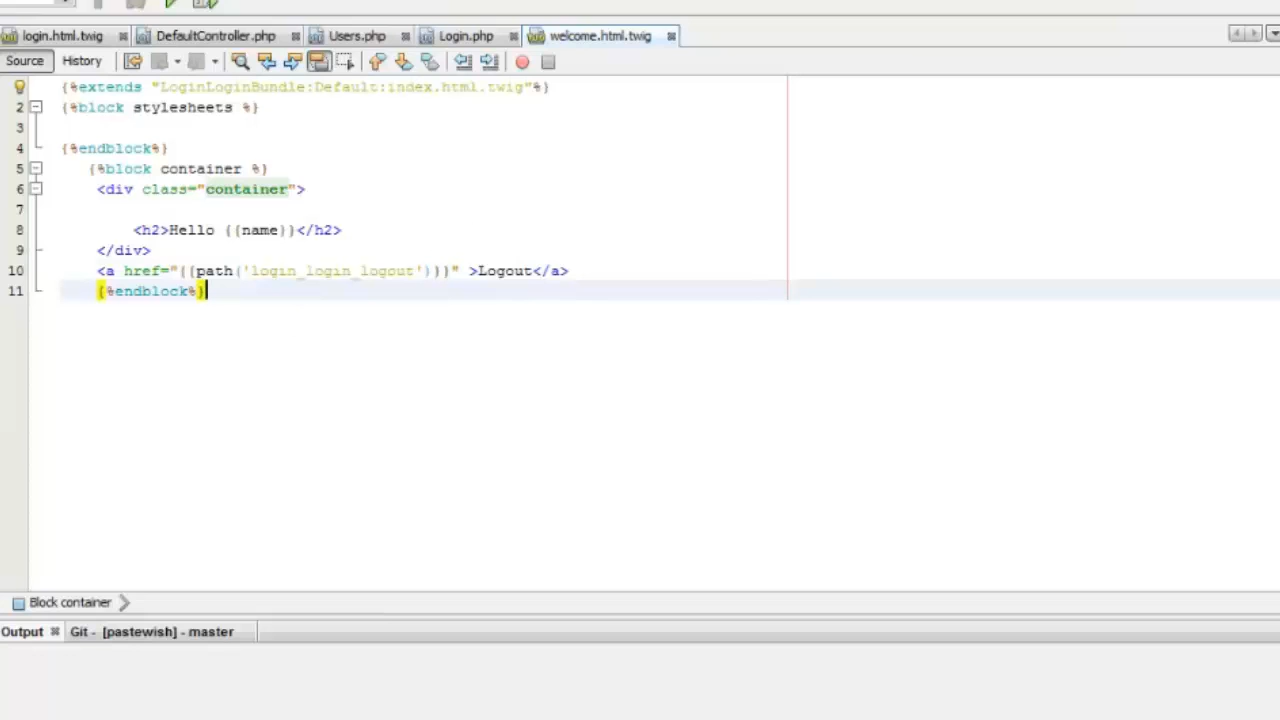 login.html.twig DefaultController.php Users.php Login.php welcome.html.twig
Source History
{%extends "LoginLoginBundle:Default:index.html.twig"%}
2 {%block stylesheets %}
3
4 {%endblock%}
5 {%block container %}
6 <div class="container">
7
8 <h2>Hello {{name}}</h2>
9 </div>
10 <a href="{{path('login_login_logout')}}" >Logout</a>
11 {%endblock%}
Block container
Output Git - [pastewish] - master